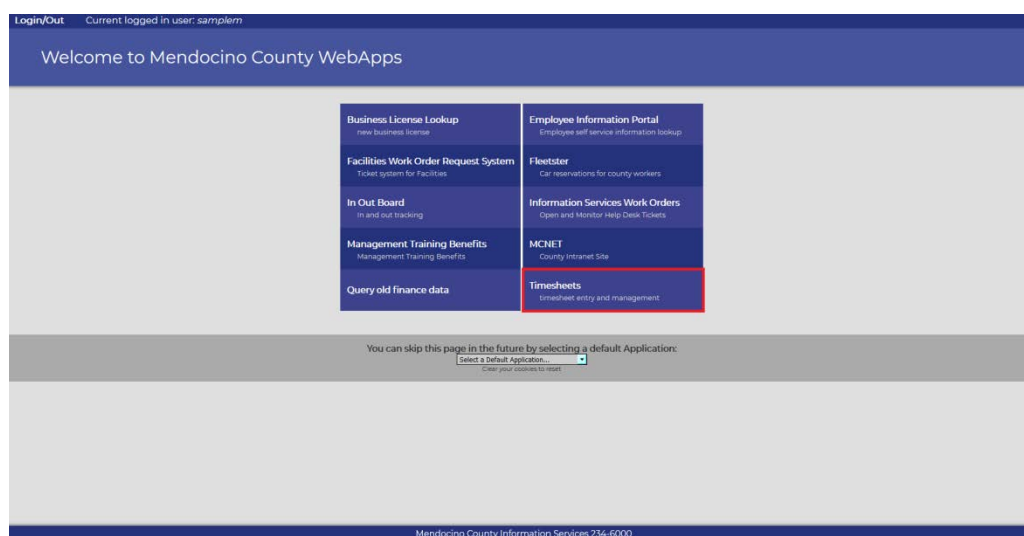 Login/Out Current logged in user: samplem
Welcome to Mendocino County WebApps
Business License Lookup
new business license
Employee Information Portal
Employee self service information lookup
Facilities Work Order Request System
Ticket system for Facilities
Fleetster
Car reservations for county workers
In Out Board
In and out tracking
Information Services Work Orders
Open and Monitor Help Desk Tickets
Management Training Benefits
Management Training Benefits
MCNET
County Intranet Site
Query old finance data
Timesheets
timesheet entry and management
You can skip this page in the future by selecting a default Application:
Select a Default Application...
Clear your cookies to reset
Mendocino County Information Services 234-6000